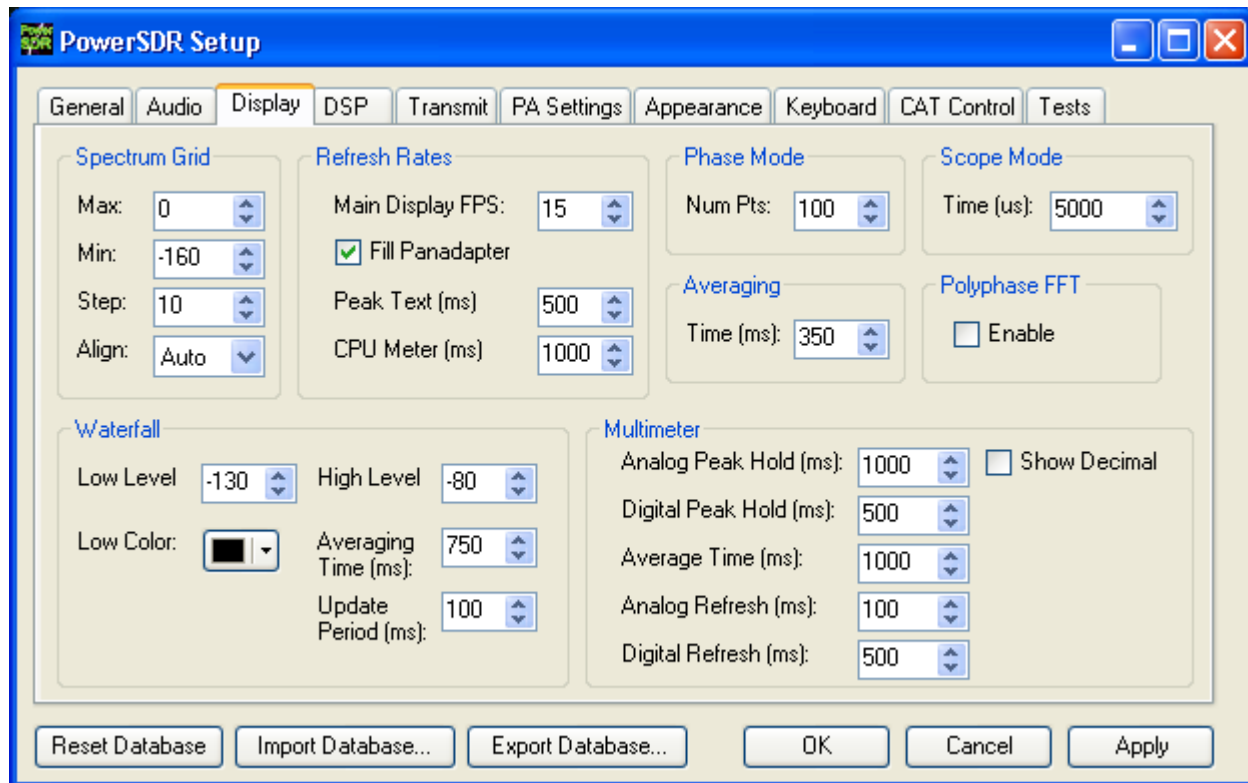 PowerSDR Setup
General Audio Display DSP Transmit PA Settings Appearance Keyboard CAT Control Tests
Spectrum Grid
Max: 0
Min: -160
Step: 10
Align: Auto
Refresh Rates
Main Display FPS: 15
Fill Panadapter
Peak Text (ms) 500
CPU Meter (ms) 1000
Phase Mode
Num Pts: 100
Scope Mode
Time (us): 5000
Averaging
Time (ms): 350
Polyphase FFT
Enable
Waterfall
Low Level -130 High Level -80
Low Color:
Averaging
Time (ms): 750
Update
Period (ms): 100
Multimeter
Analog Peak Hold (ms): 1000 Show Decimal
Digital Peak Hold (ms): 500
Average Time (ms): 1000
Analog Refresh (ms): 100
Digital Refresh (ms): 500
Reset Database Import Database... Export Database... OK Cancel Apply